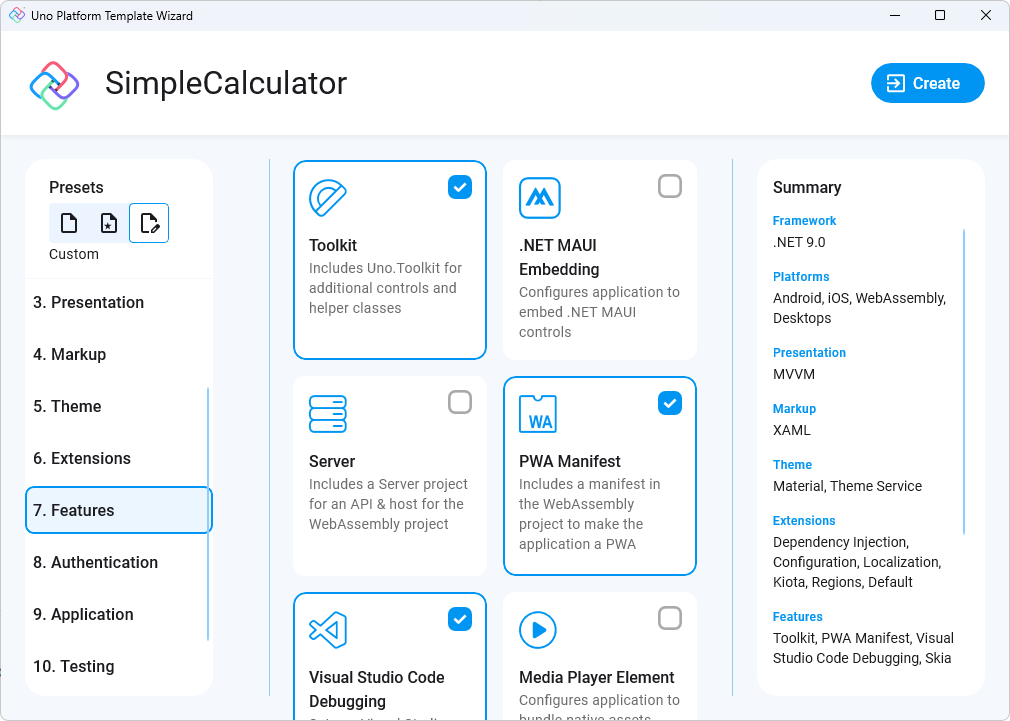 Uno Platform Template Wizard
SimpleCalculator
Create
Presets
Custom
3. Presentation
4. Markup
5. Theme
6. Extensions
7. Features
8. Authentication
9. Application
10. Testing
Toolkit
Includes Uno.Toolkit for
additional controls and
helper classes
.NET MAUI
Embedding
Configures application to
embed .NET MAUI
controls
Server
Includes a Server project
for an API & host for the
WebAssembly project
WA
PWA Manifest
Includes a manifest in
the WebAssembly
project to make the
application a PWA
Visual Studio Code
Debugging
Media Player Element
Configures application to
bundle native assets
Summary
Framework
.NET 9.0
Platforms
Android, iOS, WebAssembly,
Desktops
Presentation
MVVM
Markup
XAML
Theme
Material, Theme Service
Extensions
Dependency Injection,
Configuration, Localization,
Kiota, Regions, Default
Features
Toolkit, PWA Manifest, Visual
Studio Code Debugging, Skia